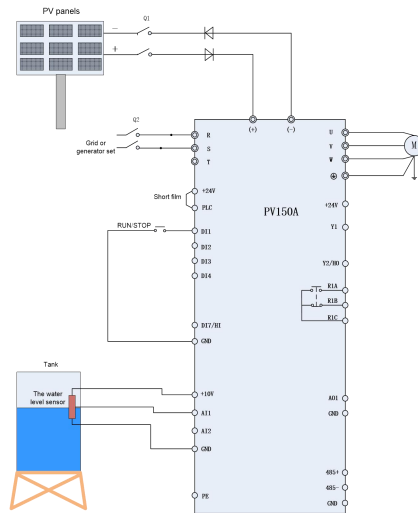 PV panels
−
Q1
+
(+)
(-)
Q2
Grid or
generator set
R
S
T
U
V
W
M
+24V
Short film
PLC
PV150A
+24V
RUN/STOP
DI1
Y1
DI2
DI3
Y2/HO
DI4
R1A
R1B
R1C
DI7/HI
GND
Tank
The water
level sensor
+10V
AI1
AO1
GND
AI2
GND
485+
485-
PE
GND